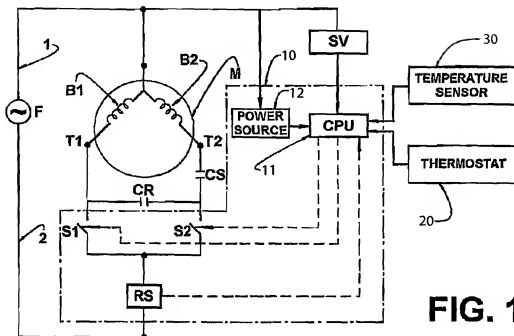 1
10
SV
30
B1
B2
M
12
TEMPERATURE SENSOR
F
POWER SOURCE
CPU
T1
T2
11
THERMOSTAT
CS
CR
20
2
S1
S2
RS
FIG. 1